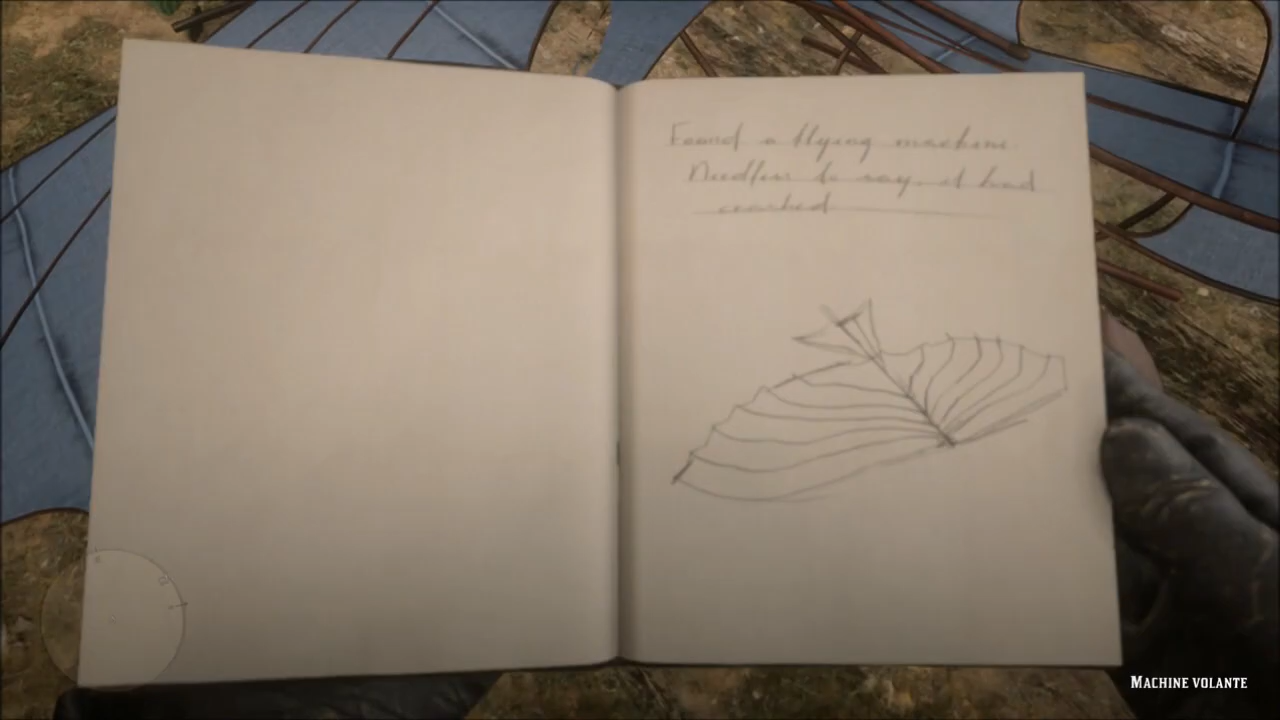 Found a flying machine.
Needless to say, it had
crashed
MACHINE VOLANTE